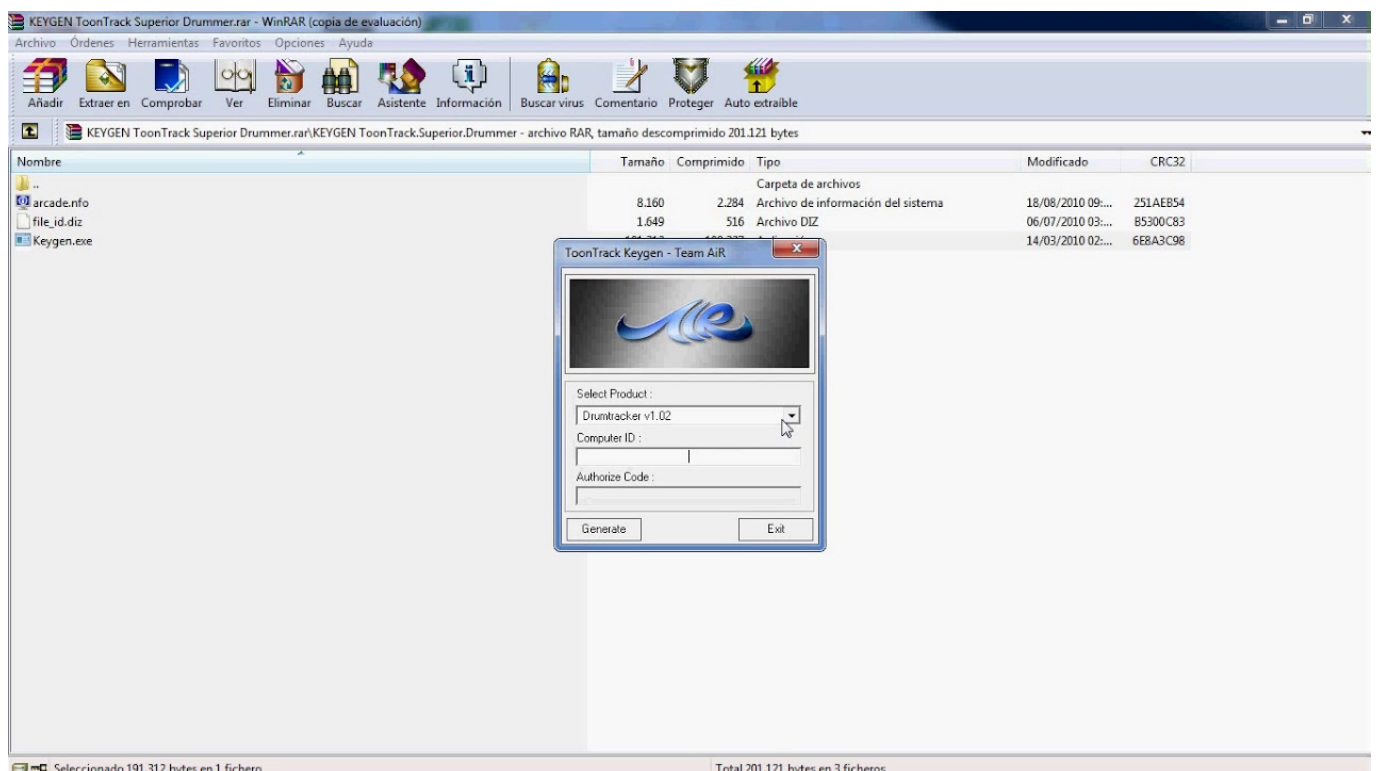 KEYGEN ToonTrack Superior Drummer.rar - WinRAR (copia de evaluación)
Archivo Órdenes Herramientas Favoritos Opciones Ayuda
Añadir Extraer en Comprobar Ver Eliminar Buscar Asistente Información Buscar virus Comentario Proteger Auto extraible
KEYGEN ToonTrack Superior Drummer.rar\KEYGEN ToonTrack.Superior.Drummer - archivo RAR, tamaño descomprimido 201.121 bytes
Nombre Tamaño Comprimido Tipo Modificado CRC32
.. Carpeta de archivos
arcade.nfo 8.160 2.284 Archivo de información del sistema 18/08/2010 09:... 251AEB54
file_id.diz 1.649 516 Archivo DIZ 06/07/2010 03:... B5300C83
Keygen.exe 14/03/2010 02:... 6E8A3C98
ToonTrack Keygen - Team AiR
Select Product :
Drumtracker v1.02
Computer ID :
Authorize Code :
Generate Exit
Seleccionado 191.312 bytes en 1 fichero Total 201.121 bytes en 3 ficheros